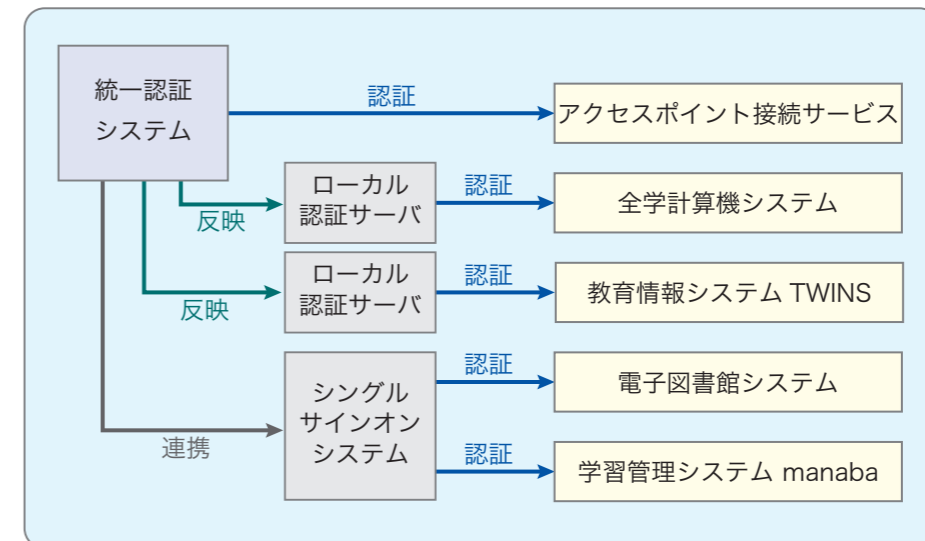 統一認証
システム
認証
アクセスポイント接続サービス
ローカル
認証サーバ
認証
全学計算機システム
反映
ローカル
認証サーバ
認証
教育情報システム TWINS
反映
シングル
サインオン
システム
認証
電子図書館システム
連携
認証
学習管理システム manaba